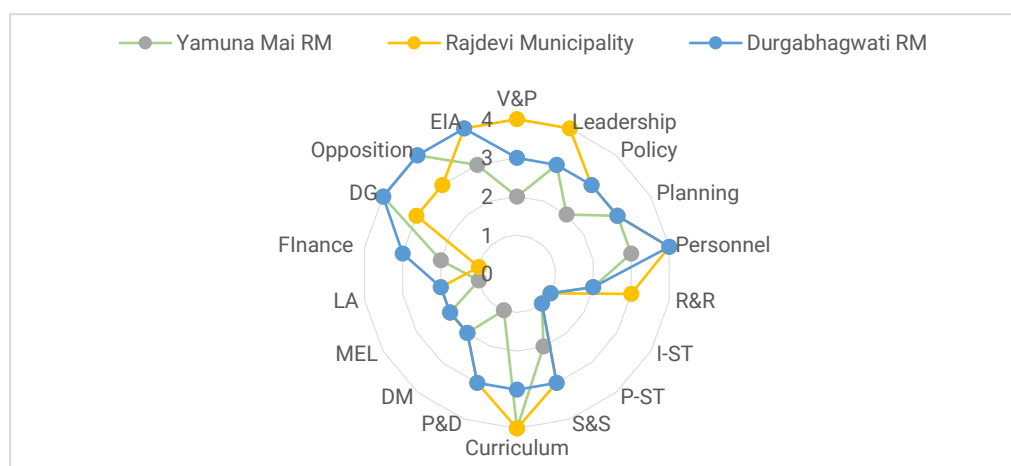 Yamuna Mai RM
Rajdevi Municipality
Durgabhagwati RM
V&P
Leadership
Policy
Planning
Personnel
R&R
I-ST
P-ST
S&S
Curriculum
P&D
DM
MEL
LA
FInance
DG
Opposition
EIA
4
3
2
1
0